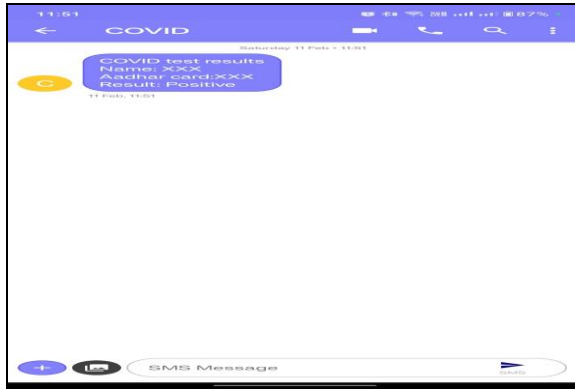 11:51
87%
COVID
Saturday 11 Feb • 11:51
COVID test results
Name: XXX
Aadhar card:XXX
Result: Positive
C
11 Feb, 11:51
SMS Message
SMS